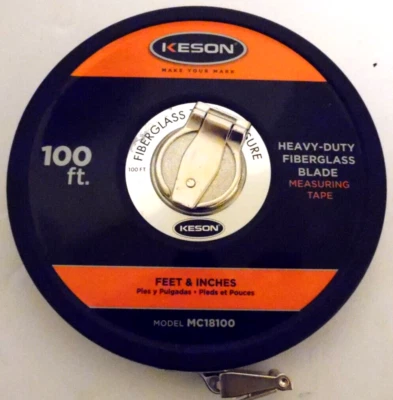 KESON
MAKE YOUR MARK
100
ft.
FIBERGLASS
100 FT
KESON
HEAVY-DUTY
FIBERGLASS
BLADE
MEASURING
TAPE
FEET & INCHES
Pies y Pulgadas • Pieds et Pouces
MODEL MC18100